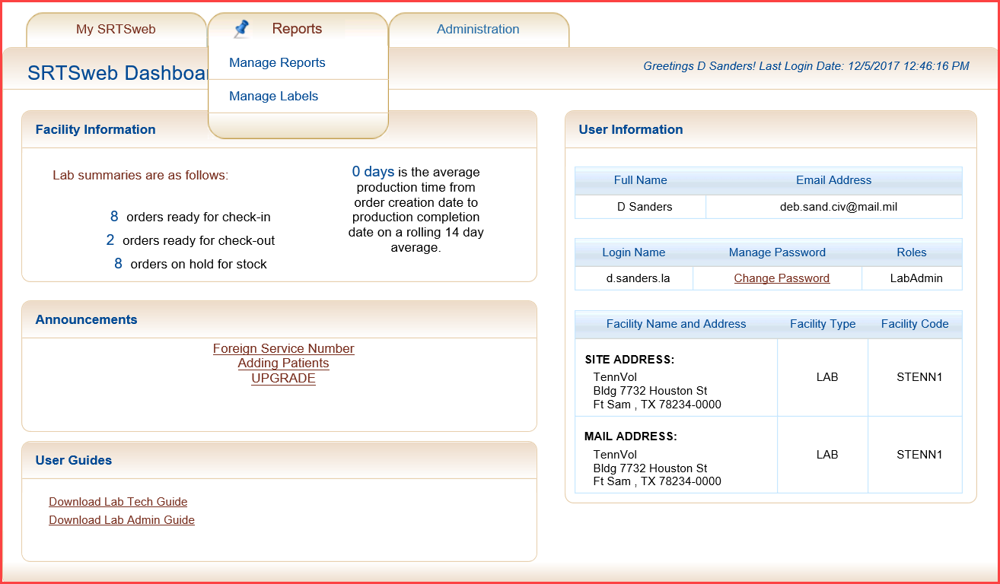 My SRTSweb
Reports
Administration
Manage Reports
Manage Labels
SRTSweb Dashboar
Greetings D Sanders! Last Login Date: 12/5/2017 12:46:16 PM
Facility Information
Lab summaries are as follows:
8 orders ready for check-in
2 orders ready for check-out
8 orders on hold for stock
0 days is the average
production time from
order creation date to
production completion
date on a rolling 14 day
average.
Announcements
Foreign Service Number
Adding Patients
UPGRADE
User Guides
Download Lab Tech Guide
Download Lab Admin Guide
User Information
Full Name Email Address
D Sanders deb.sand.civ@mail.mil
Login Name Manage Password Roles
d.sanders.la Change Password LabAdmin
Facility Name and Address Facility Type Facility Code
SITE ADDRESS:
TennVol LAB STENN1
Bldg 7732 Houston St
Ft Sam , TX 78234-0000
MAIL ADDRESS:
TennVol LAB STENN1
Bldg 7732 Houston St
Ft Sam , TX 78234-0000